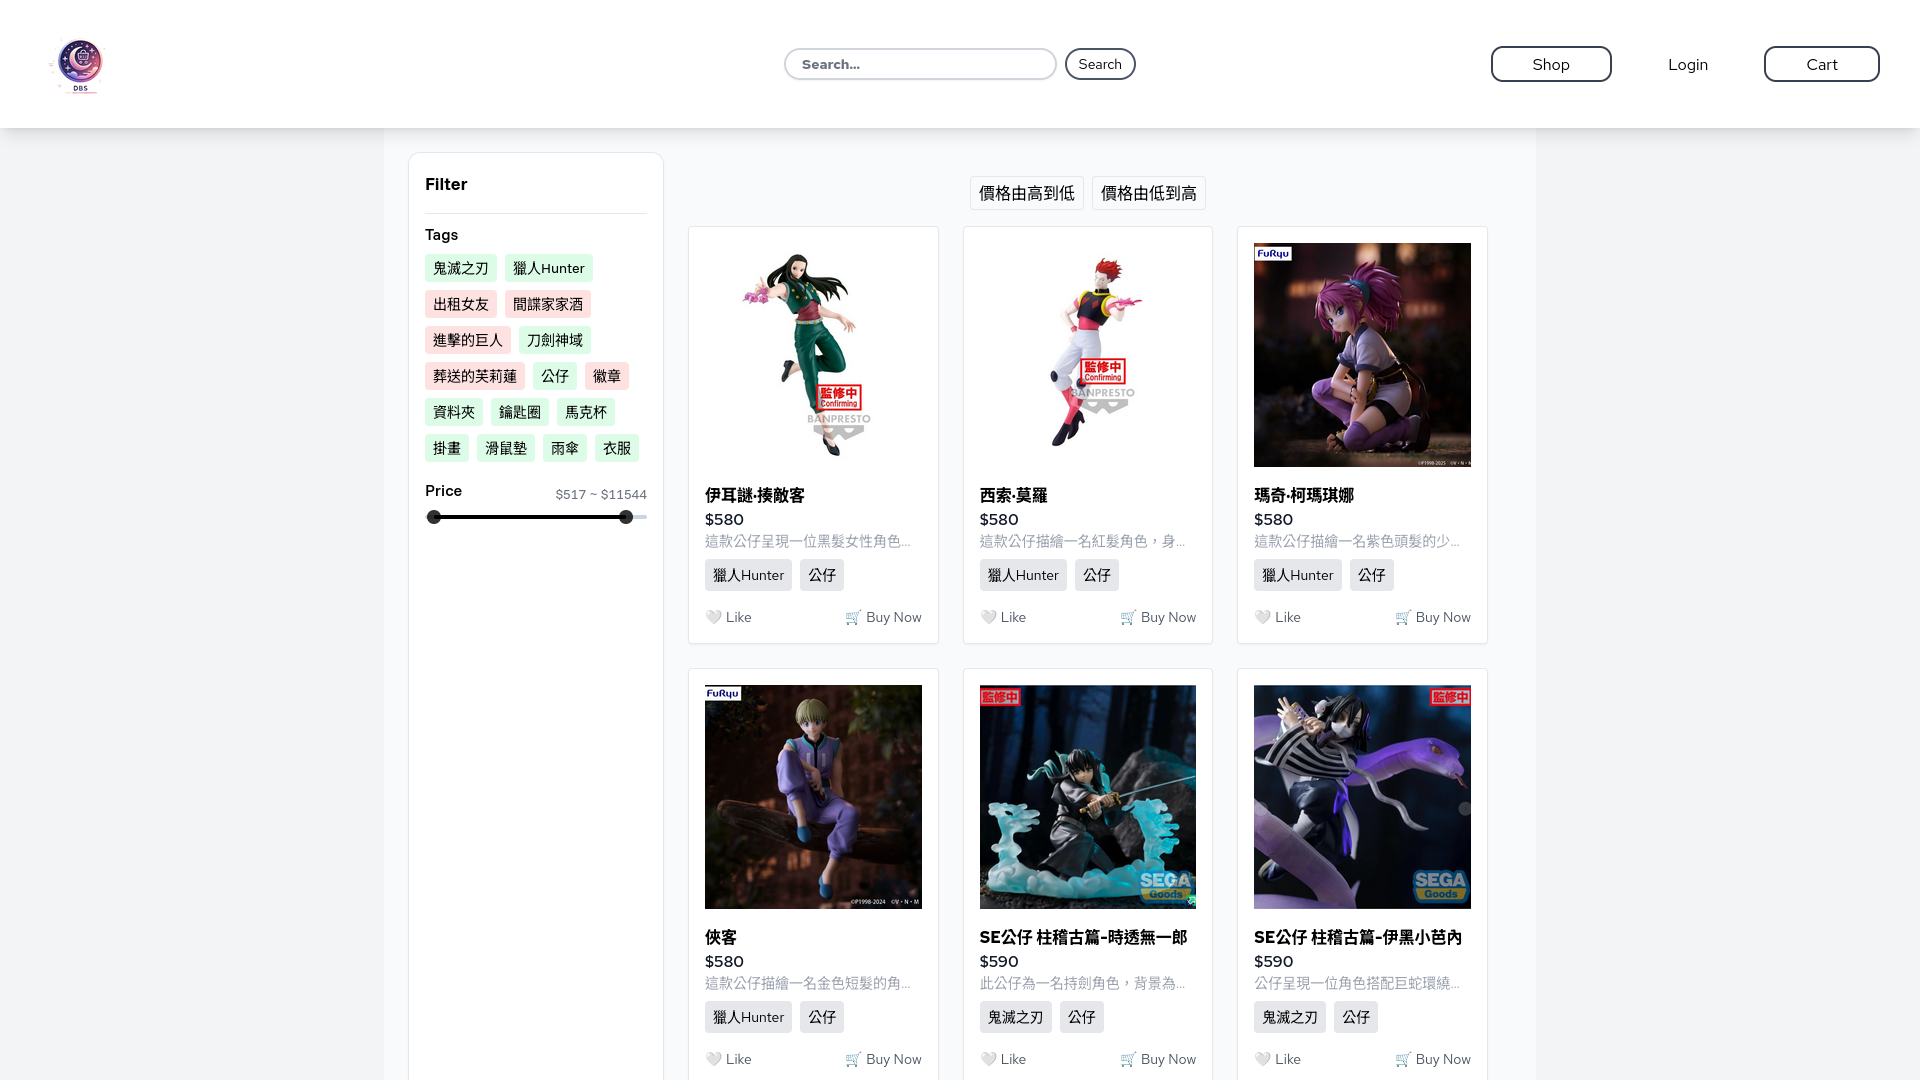 DBS
Search...
Search
Shop
Login
Cart
Filter
Tags
鬼滅之刃
獵人Hunter
出租女友
間諜家家酒
進擊的巨人
刀劍神域
葬送的芙莉蓮
公仔
徽章
資料夾
鑰匙圈
馬克杯
掛畫
滑鼠墊
雨傘
衣服
Price
$517 ~ $11544
價格由高到低
價格由低到高
監修中
Confirming
BANPRESTO
伊耳謎·揍敵客
$580
這款公仔呈現一位黑髮女性角色...
獵人Hunter
公仔
🤍 Like
🛒 Buy Now
監修中
Confirming
BANPRESTO
西索·莫羅
$580
這款公仔描繪一名紅髮角色，身...
獵人Hunter
公仔
🤍 Like
🛒 Buy Now
FuRyu
©P1998-2025 ©V・N・M
瑪奇·柯瑪琪娜
$580
這款公仔描繪一名紫色頭髮的少...
獵人Hunter
公仔
🤍 Like
🛒 Buy Now
FuRyu
©P1998-2024 ©V・N・M
俠客
$580
這款公仔描繪一名金色短髮的角...
獵人Hunter
公仔
🤍 Like
🛒 Buy Now
監修中
SEGA
Goods
SE公仔 柱稽古篇-時透無一郎
$590
此公仔為一名持劍角色，背景為...
鬼滅之刃
公仔
🤍 Like
🛒 Buy Now
監修中
SEGA
Goods
SE公仔 柱稽古篇-伊黑小芭內
$590
公仔呈現一位角色搭配巨蛇環繞...
鬼滅之刃
公仔
🤍 Like
🛒 Buy Now